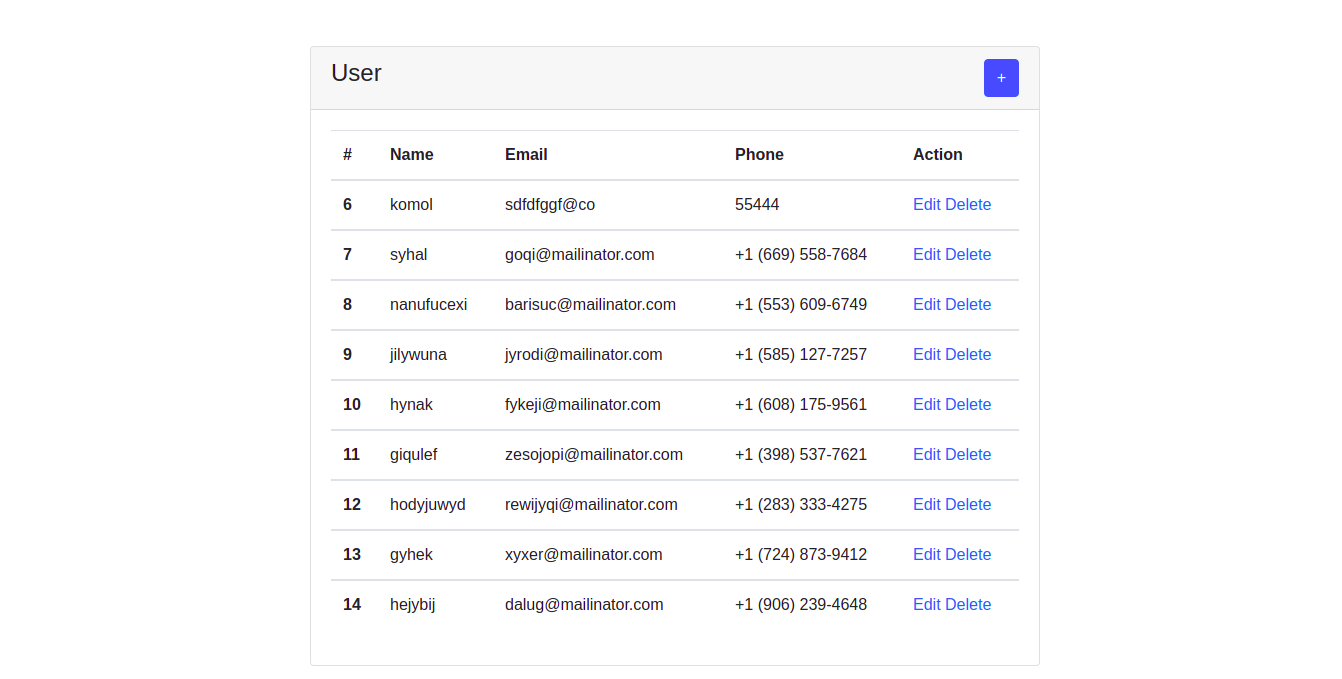 User
+
# Name Email Phone Action
6 komol sdfdfggf@co 55444 Edit Delete
7 syhal goqi@mailinator.com +1 (669) 558-7684 Edit Delete
8 nanufucexi barisuc@mailinator.com +1 (553) 609-6749 Edit Delete
9 jilywuna jyrodi@mailinator.com +1 (585) 127-7257 Edit Delete
10 hynak fykeji@mailinator.com +1 (608) 175-9561 Edit Delete
11 giqulef zesojopi@mailinator.com +1 (398) 537-7621 Edit Delete
12 hodyjuwyd rewijyqi@mailinator.com +1 (283) 333-4275 Edit Delete
13 gyhek xyxer@mailinator.com +1 (724) 873-9412 Edit Delete
14 hejybij dalug@mailinator.com +1 (906) 239-4648 Edit Delete